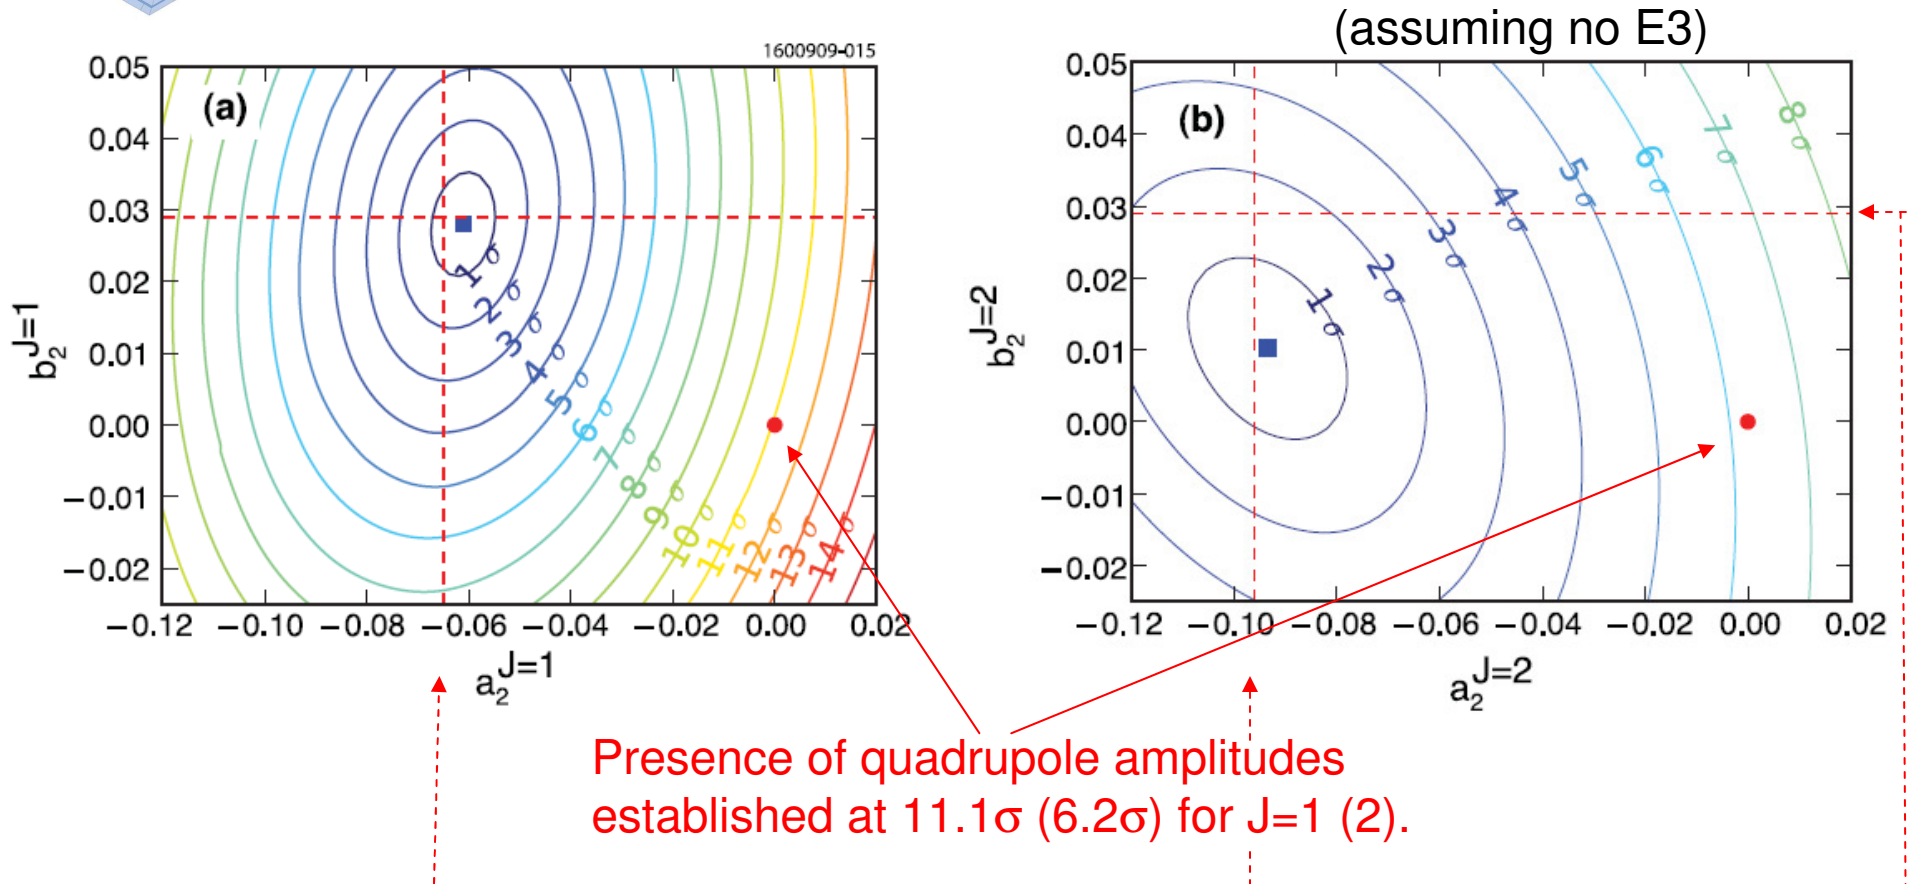 (assuming no E3)
1600909-015
0.05
0.04
0.03
0.02
0.01
0.00
−0.01
−0.02
(a)
1σ
2σ
3σ
4σ
5σ
6σ
7σ
8σ
9σ
10σ
11σ
12σ
13σ
14σ
b₂ᴶ⁼¹
−0.12 −0.10 −0.08 −0.06 −0.04 −0.02 0.00 0.02
a₂ᴶ⁼¹
0.05
0.04
0.03
0.02
0.01
0.00
−0.01
−0.02
(b)
1σ
2σ
3σ
4σ
5σ
6σ
7σ
8σ
b₂ᴶ⁼²
−0.12 −0.10 −0.08 −0.06 −0.04 −0.02 0.00 0.02
a₂ᴶ⁼²
Presence of quadrupole amplitudes
established at 11.1σ (6.2σ) for J=1 (2).